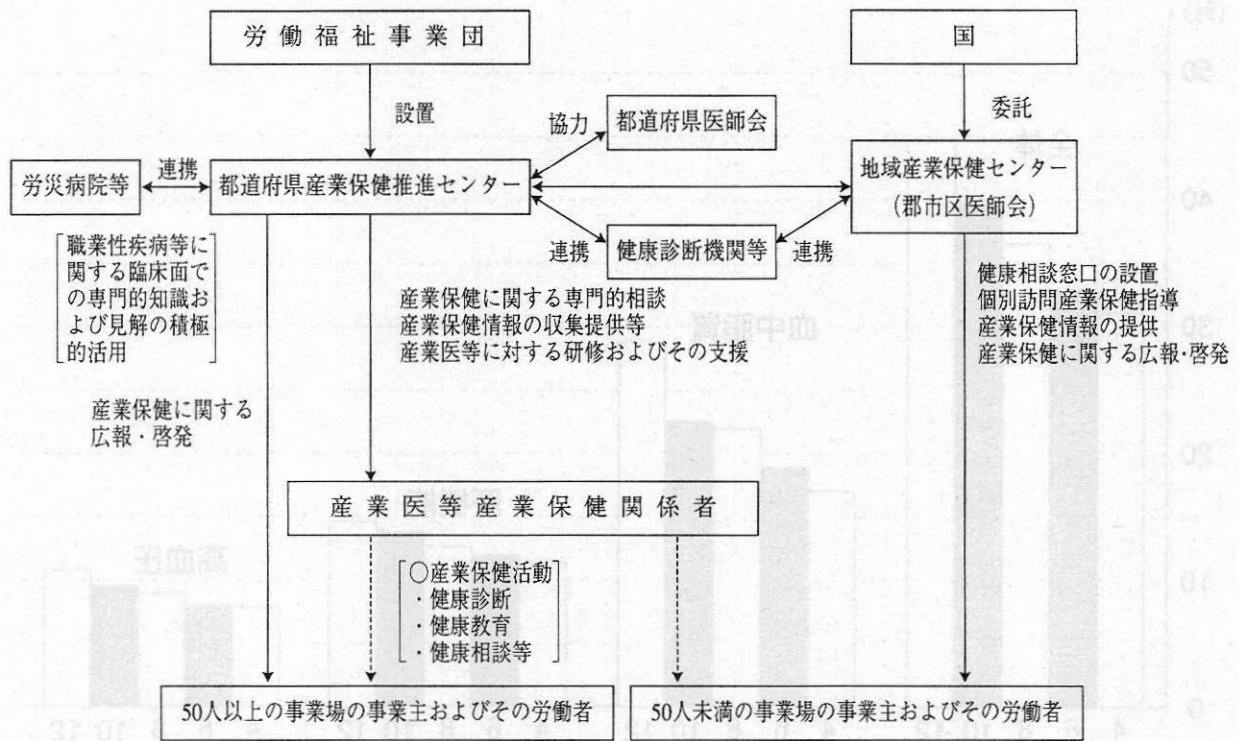 労働福祉事業団
国
設置
委託
協力
都道府県医師会
労災病院等
連携
都道府県産業保健推進センター
地域産業保健センター
(郡市区医師会)
連携
健康診断機関等
連携
職業性疾病等に
関する臨床面で
の専門的知識お
よび見解の積極
的活用
産業保健に関する専門的相談
産業保健情報の収集提供等
産業医等に対する研修およびその支援
健康相談窓口の設置
個別訪問産業保健指導
産業保健情報の提供
産業保健に関する広報・啓発
産業保健に関する
広報・啓発
産業医等産業保健関係者
○産業保健活動
・健康診断
・健康教育
・健康相談等
50人以上の事業場の事業主およびその労働者
50人未満の事業場の事業主およびその労働者